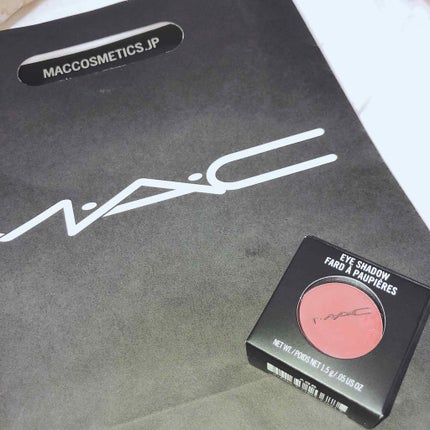 MACCOSMETICS.JP
M·A·C
EYE SHADOW
FARD À PAUPIÈRES
M·A·C
NET WT./POIDS NET 1.5 g/.05 US OZ